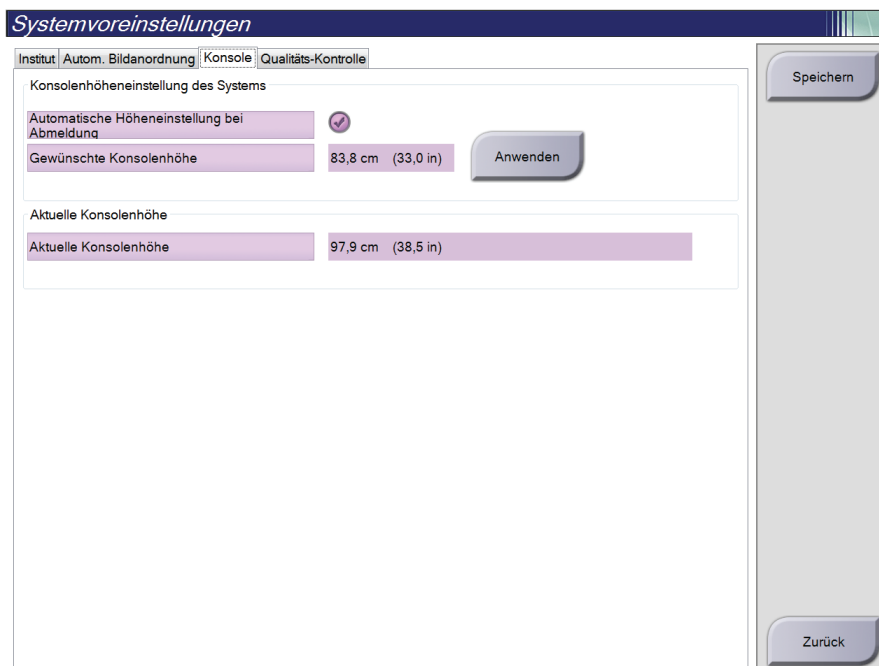 Systemvoreinstellungen
Institut Autom. Bildanordnung Konsole Qualitäts-Kontrolle
Speichern
Konsolenhöheneinstellung des Systems
Automatische Höheneinstellung bei
Abmeldung
Gewünschte Konsolenhöhe 83,8 cm (33,0 in) Anwenden
Aktuelle Konsolenhöhe
Aktuelle Konsolenhöhe 97,9 cm (38,5 in)
Zurück